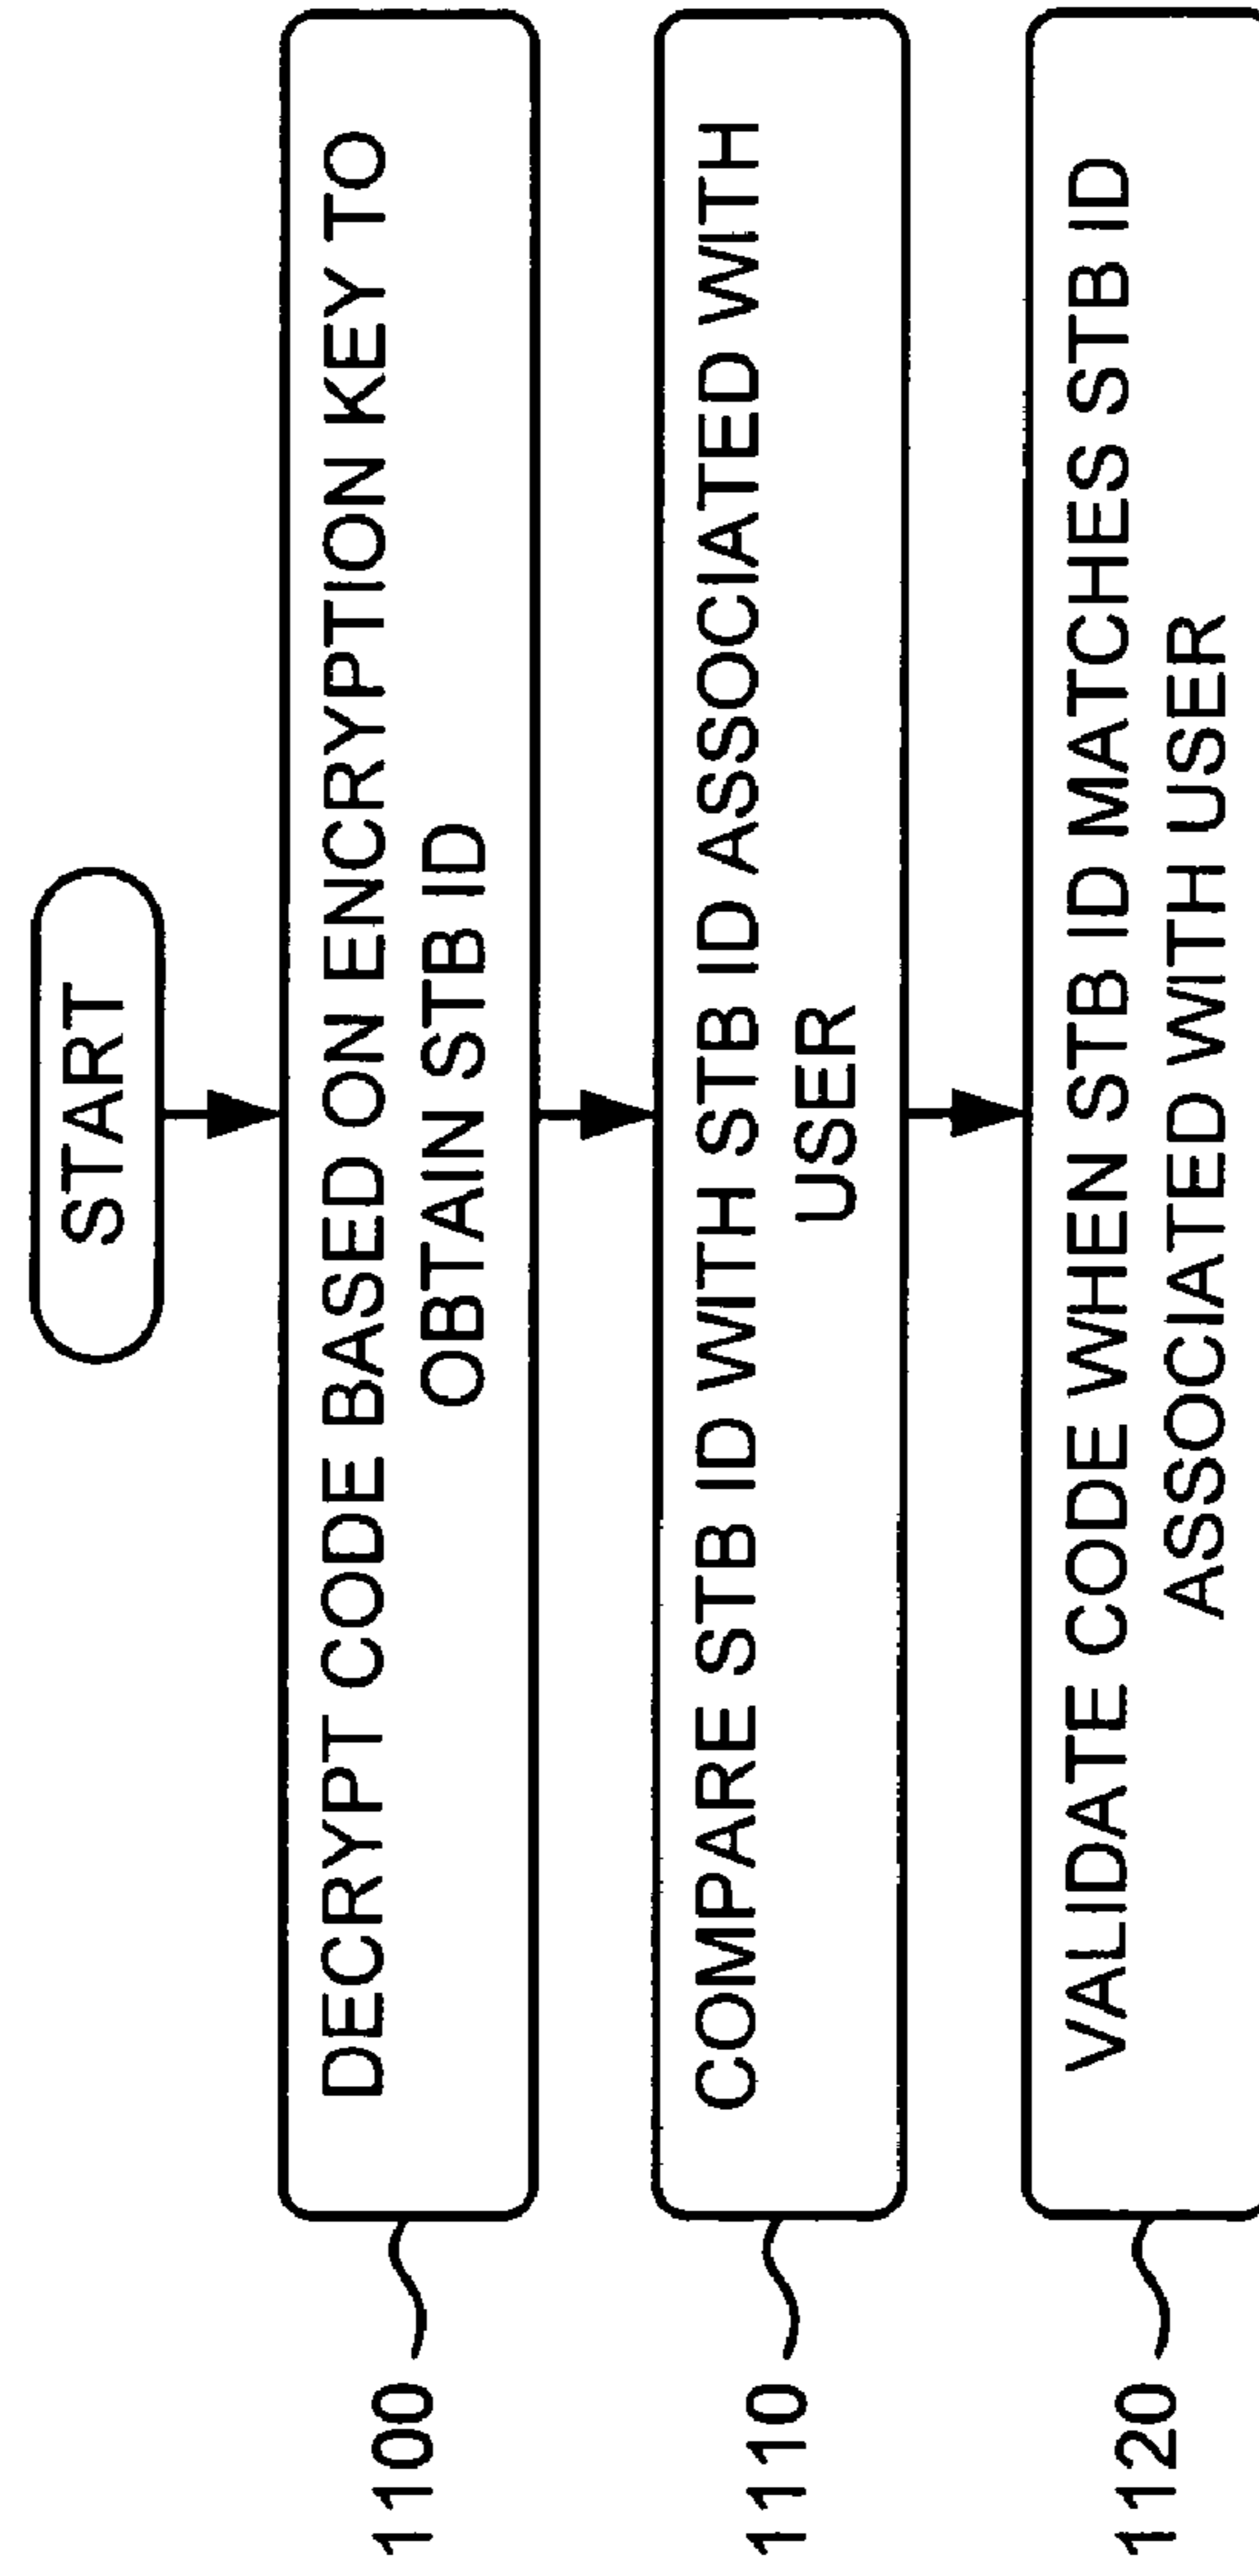 START
DECRYPT CODE BASED ON ENCRYPTION KEY TO
OBTAIN STB ID
1100
COMPARE STB ID WITH STB ID ASSOCIATED WITH
USER
1110
VALIDATE CODE WHEN STB ID MATCHES STB ID
ASSOCIATED WITH USER
1120